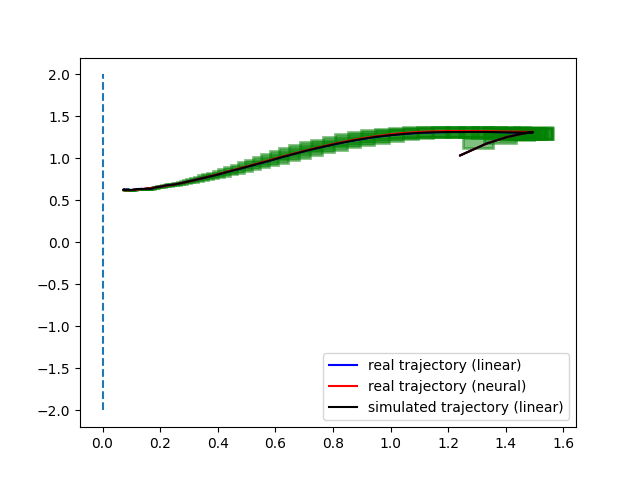 2.0
1.5
1.0
0.5
0.0
−0.5
−1.0
−1.5
−2.0
real trajectory (linear)
real trajectory (neural)
simulated trajectory (linear)
0.0 0.2 0.4 0.6 0.8 1.0 1.2 1.4 1.6